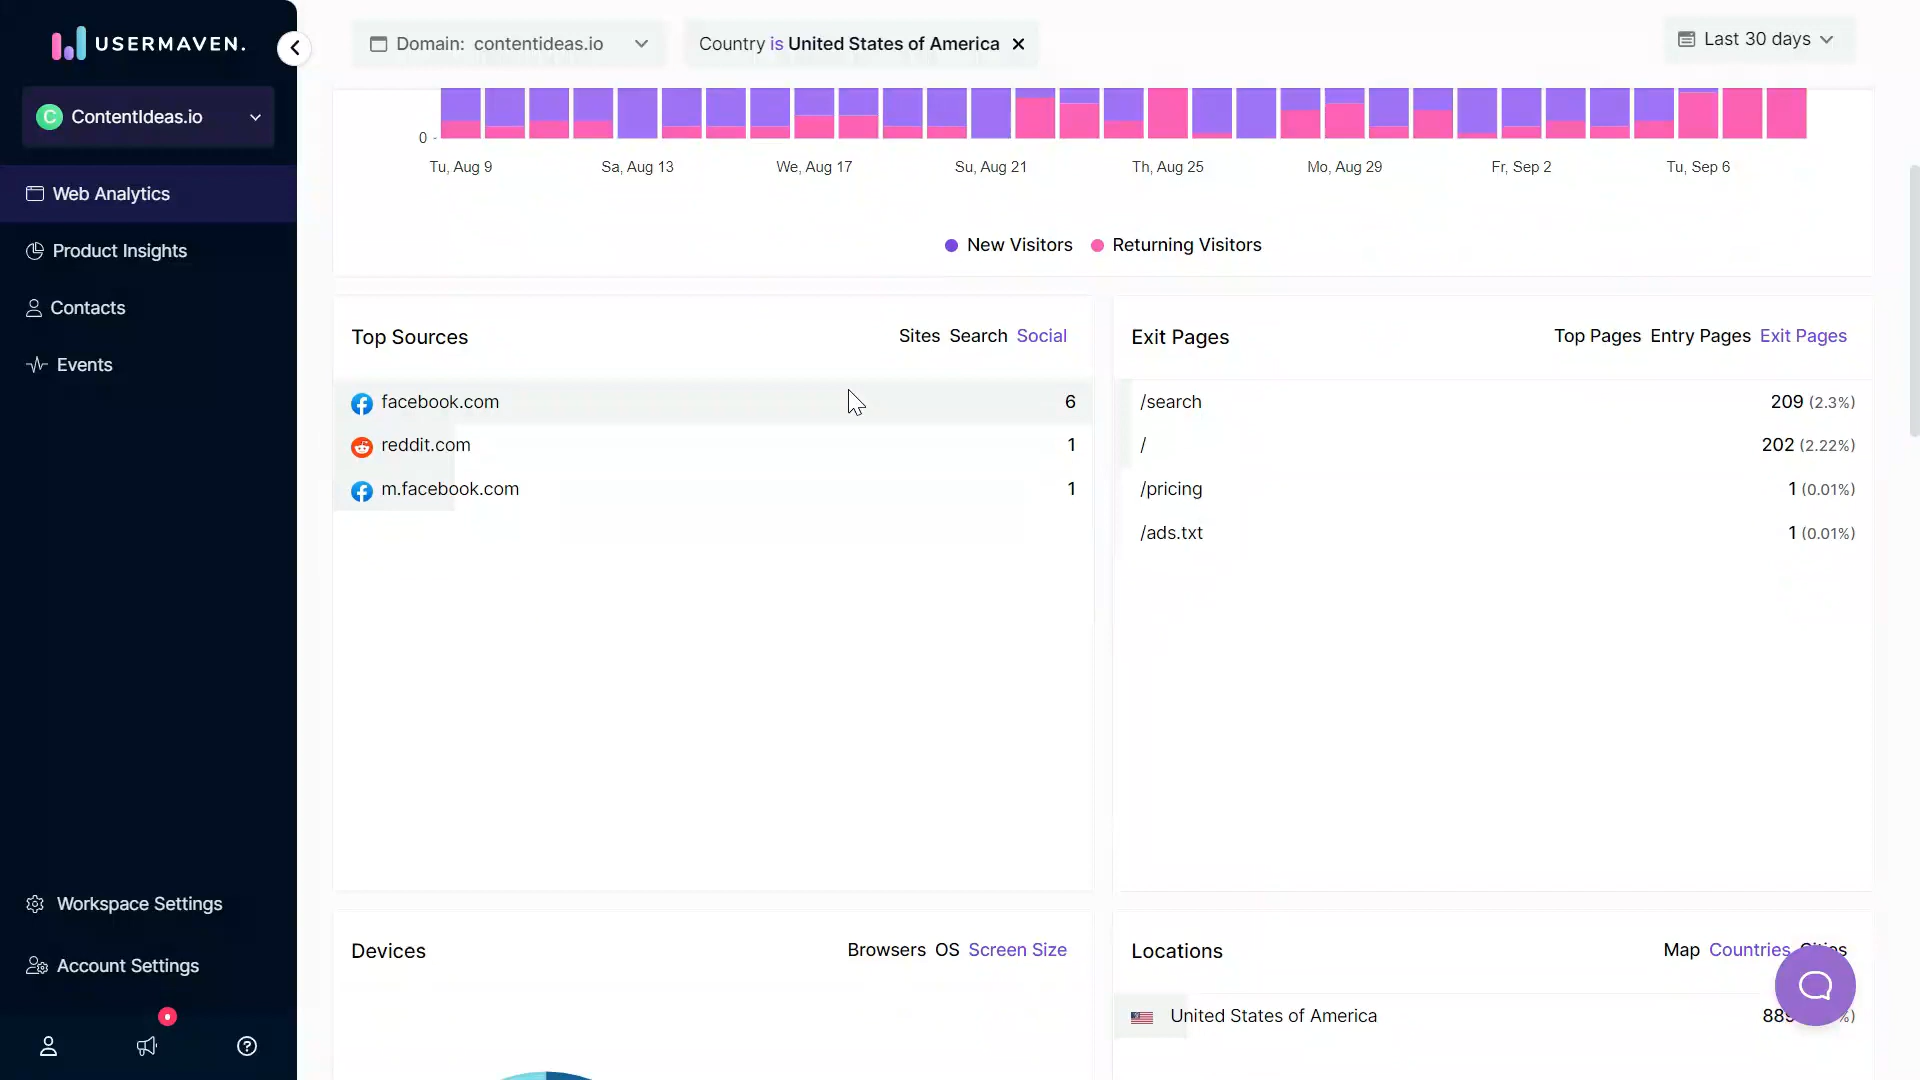 USERMAVEN.
Domain: contentideas.io
Country is United States of America
Last 30 days
C ContentIdeas.io
Web Analytics
Product Insights
Contacts
Events
Workspace Settings
Account Settings
0
Tu, Aug 9 Sa, Aug 13 We, Aug 17 Su, Aug 21 Th, Aug 25 Mo, Aug 29 Fr, Sep 2 Tu, Sep 6
New Visitors Returning Visitors
Top Sources Sites Search Social
facebook.com 6
reddit.com 1
m.facebook.com 1
Exit Pages Top Pages Entry Pages Exit Pages
/search 209 (2.3%)
/ 202 (2.22%)
/pricing 1 (0.01%)
/ads.txt 1 (0.01%)
Devices Browsers OS Screen Size
Locations Map Countries Cities
United States of America